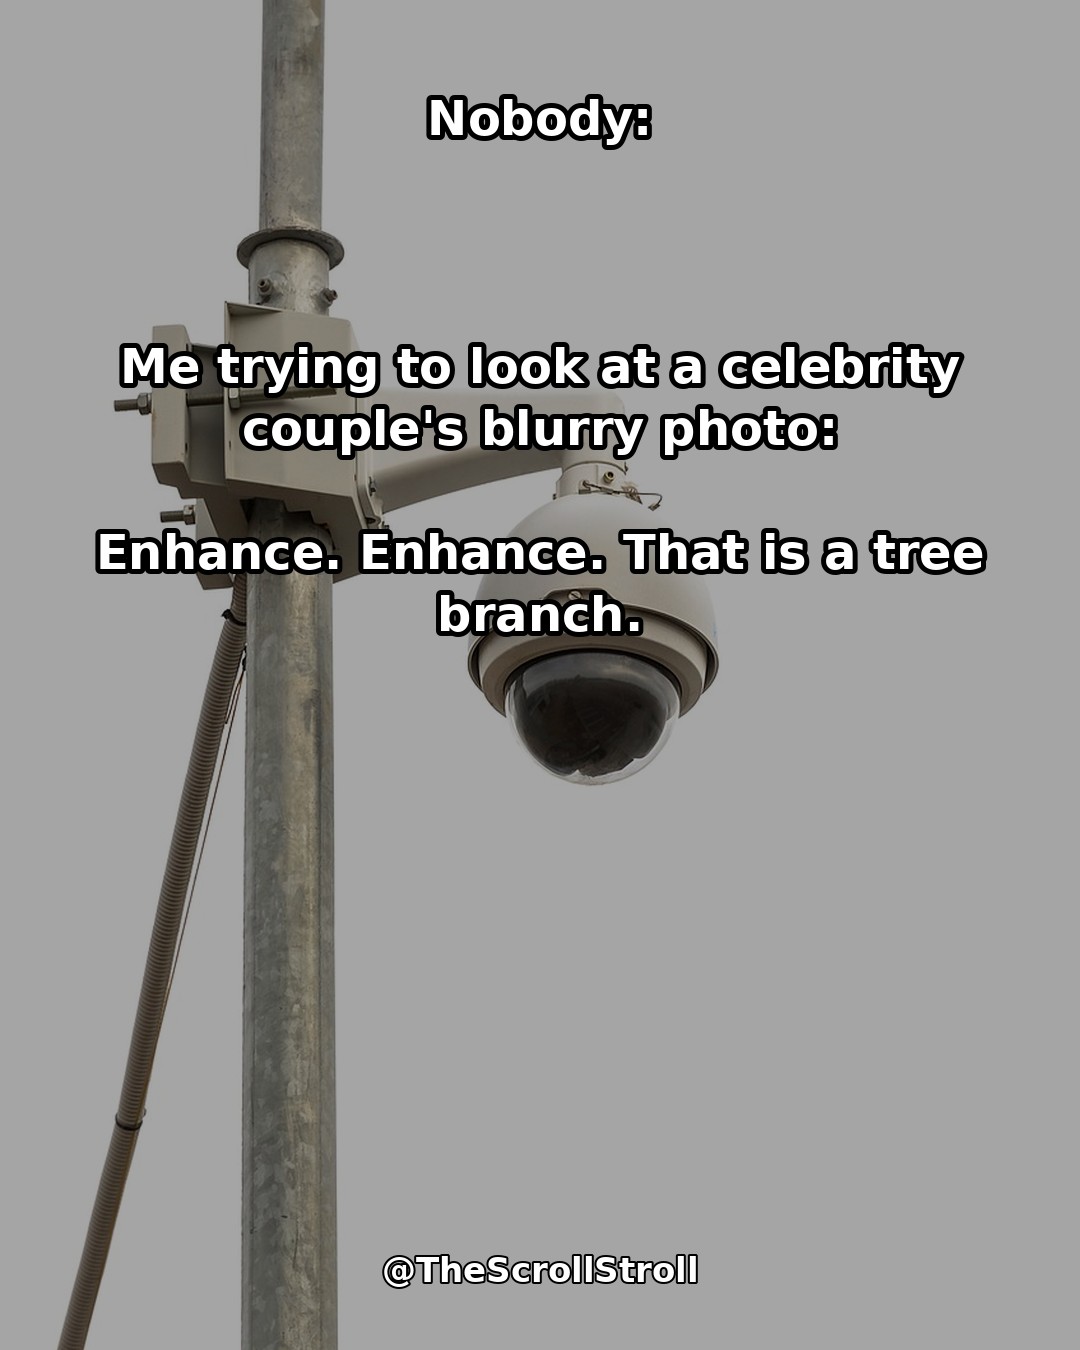 Nobody:
Me trying to look at a celebrity
couple's blurry photo:
Enhance. Enhance. That is a tree
branch.
@TheScrollStroll